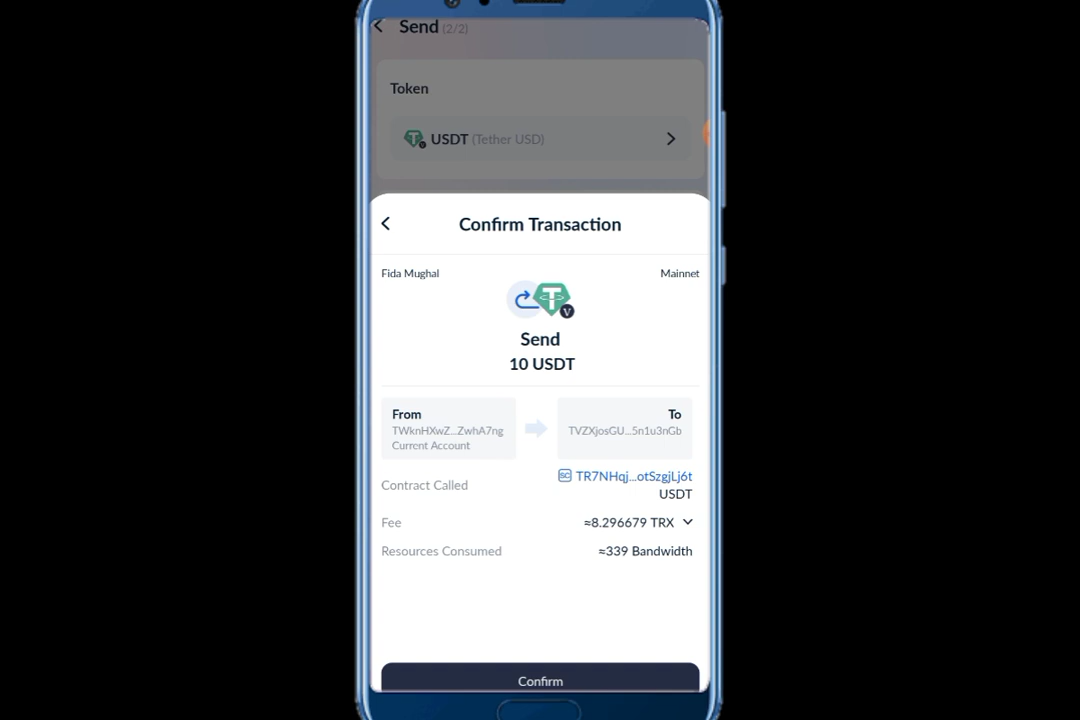 Send (2/2)
Token
USDT (Tether USD)
Confirm Transaction
Fida Mughal
Mainnet
V
Send
10 USDT
From
TWknHXwZ...ZwhA7ng
Current Account
To
TVZXjosGU...5n1u3nGb
Contract Called
SC TR7NHqj...otSzgjLj6t
USDT
Fee
≈8.296679 TRX
Resources Consumed
≈339 Bandwidth
Confirm